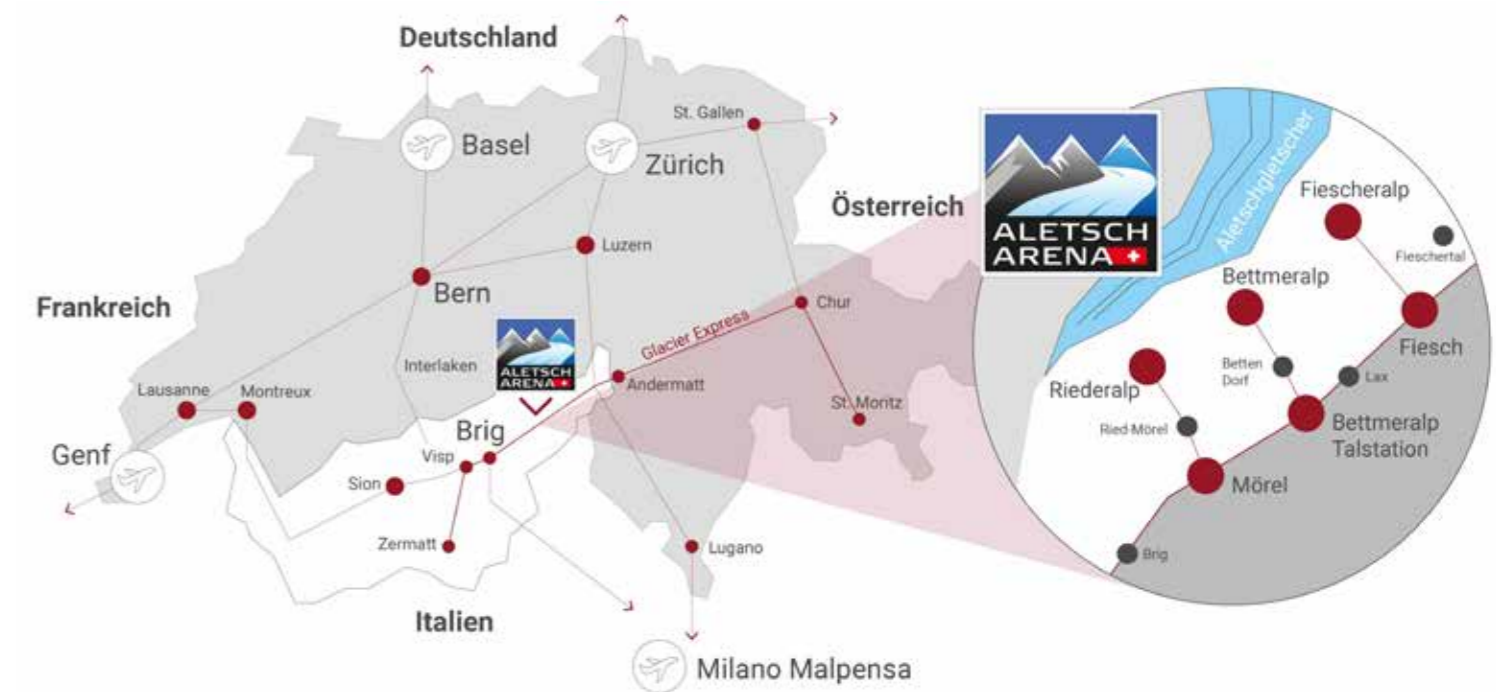 Deutschland
St. Gallen
Basel
Zürich
Österreich
Luzern
Bern
Frankreich
Chur
Glacier Express
Interlaken
ALETSCH
ARENA
Andermatt
Lausanne
Montreux
St. Moritz
Brig
Genf
Visp
Sion
Zermatt
Lugano
Italien
Milano Malpensa
ALETSCH
ARENA
Aletschgletscher
Fiescheralp
Fieschertal
Bettmeralp
Fiesch
Betten
Dorf
Lax
Riederalp
Ried-Mörel
Bettmeralp
Talstation
Mörel
Brig